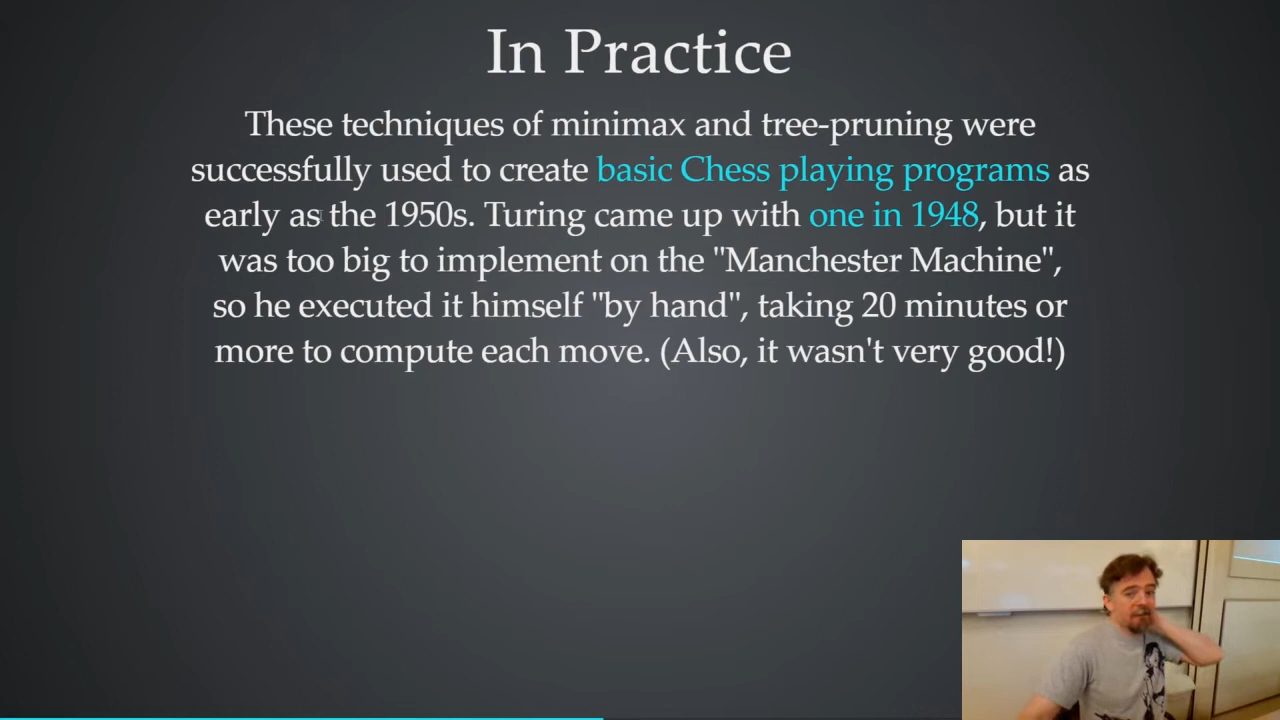 In Practice
These techniques of minimax and tree-pruning were
successfully used to create basic Chess playing programs as
early as the 1950s. Turing came up with one in 1948, but it
was too big to implement on the "Manchester Machine",
so he executed it himself "by hand", taking 20 minutes or
more to compute each move. (Also, it wasn't very good!)